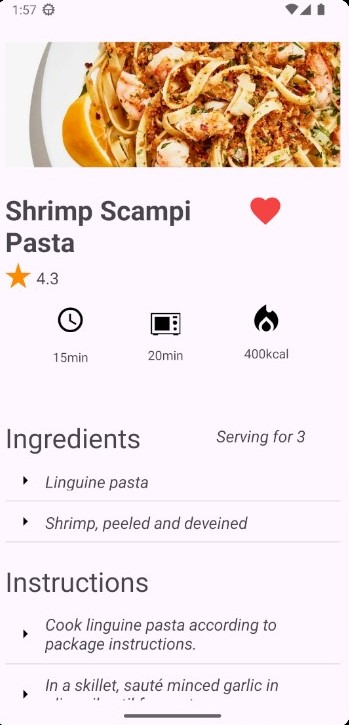 1:57
Shrimp Scampi
Pasta
4.3
15min
20min
400kcal
Ingredients
Serving for 3
Linguine pasta
Shrimp, peeled and deveined
Instructions
Cook linguine pasta according to
package instructions.
In a skillet, sauté minced garlic in